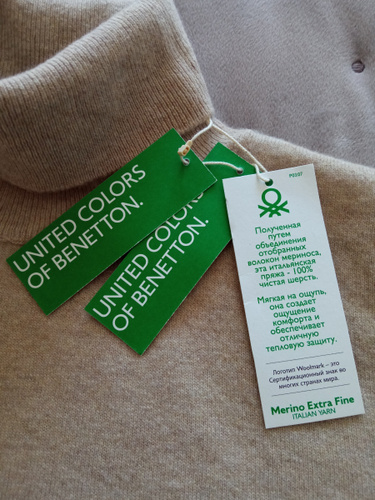 UNITED COLORS
OF BENETTON.
UNITED COLORS
OF BENETTON.
P0107
Полученная
путем
объединения
отобранных
волокон мериноса,
эта итальянская
пряжа - 100%
чистая шерсть.
Мягкая на ощупь,
она создает
ощущение
комфорта и
обеспечивает
отличную
тепловую защиту.
Логотип Woolmark – это
Сертификационный знак во
многих странах мира.
Merino Extra Fine
ITALIAN YARN